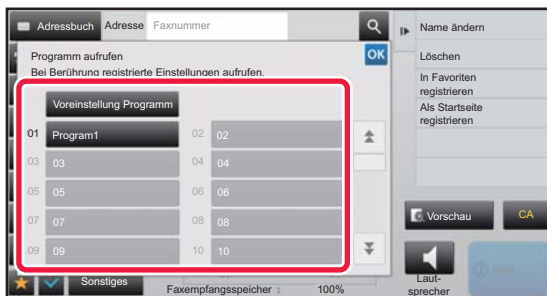 Adressbuch Adresse Faxnummer
Programm aufrufen
OK
Bei Berührung registrierte Einstellungen aufrufen.
Voreinstellung Programm
01 Program1 02 02
03 03 04 04
05 05 06 06
07 07 08 08
09 09 10 10
Sonstiges
Faxempfangsspeicher : 100%
Name ändern
Löschen
In Favoriten
registrieren
Als Startseite
registrieren
Vorschau CA
Laut-
sprecher
Start